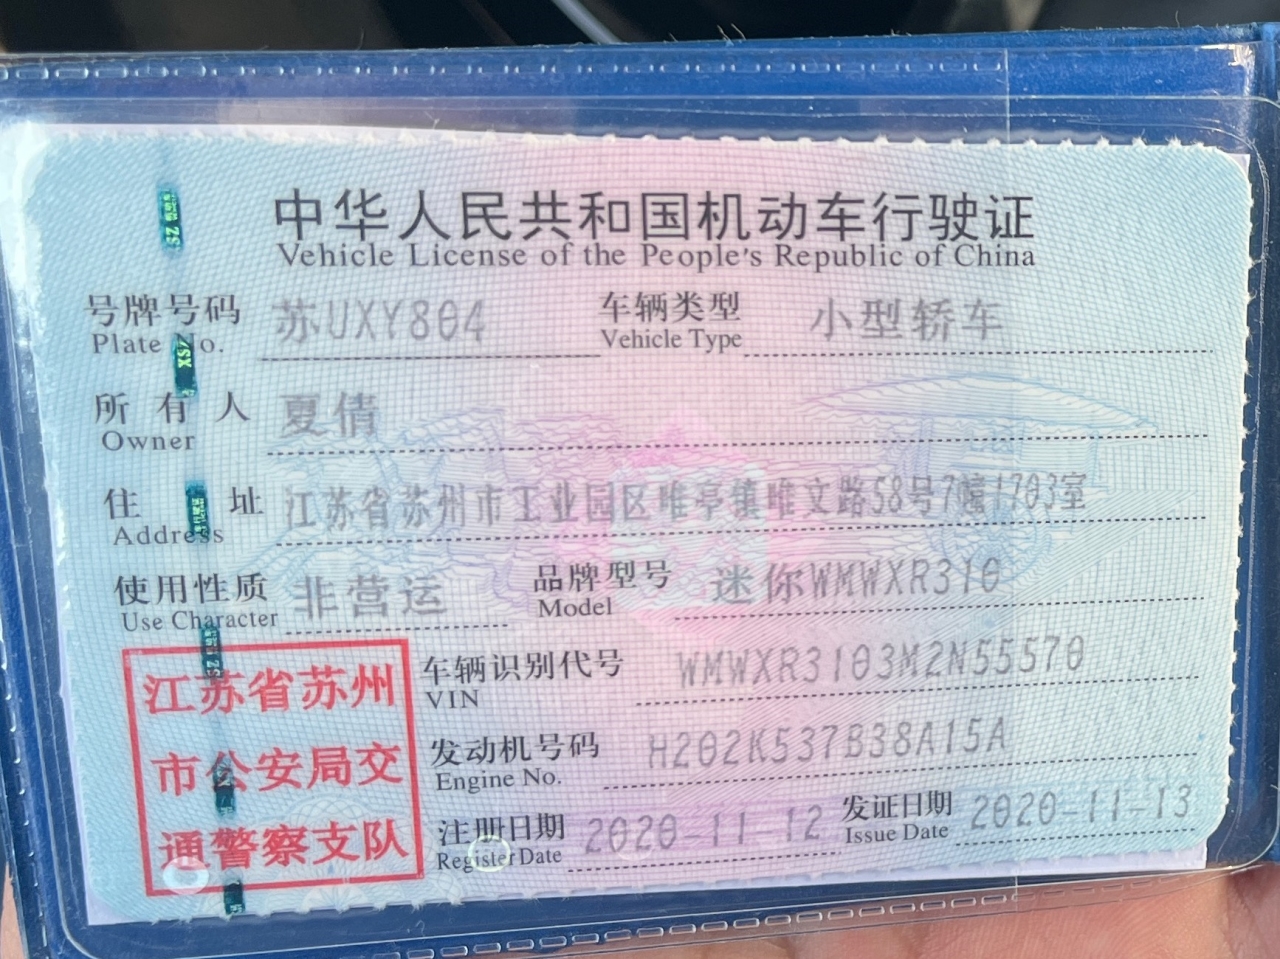 中华人民共和国机动车行驶证
Vehicle License of the People's Republic of China
号牌号码 苏UXY804 车辆类型 小型轿车
Plate No. Vehicle Type
所有人 夏倩
Owner
住址 江苏省苏州市工业园区唯亭镇唯文路58号7幢1703室
Address
使用性质 非营运 品牌型号 迷你WMWXR310
Use Character Model
江苏省苏州 车辆识别代号 WMWXR3103M2N55570
VIN
市公安局交 发动机号码 H202K537B38A15A
Engine No.
通警察支队 注册日期 2020-11-12 发证日期 2020-11-13
Register Date Issue Date